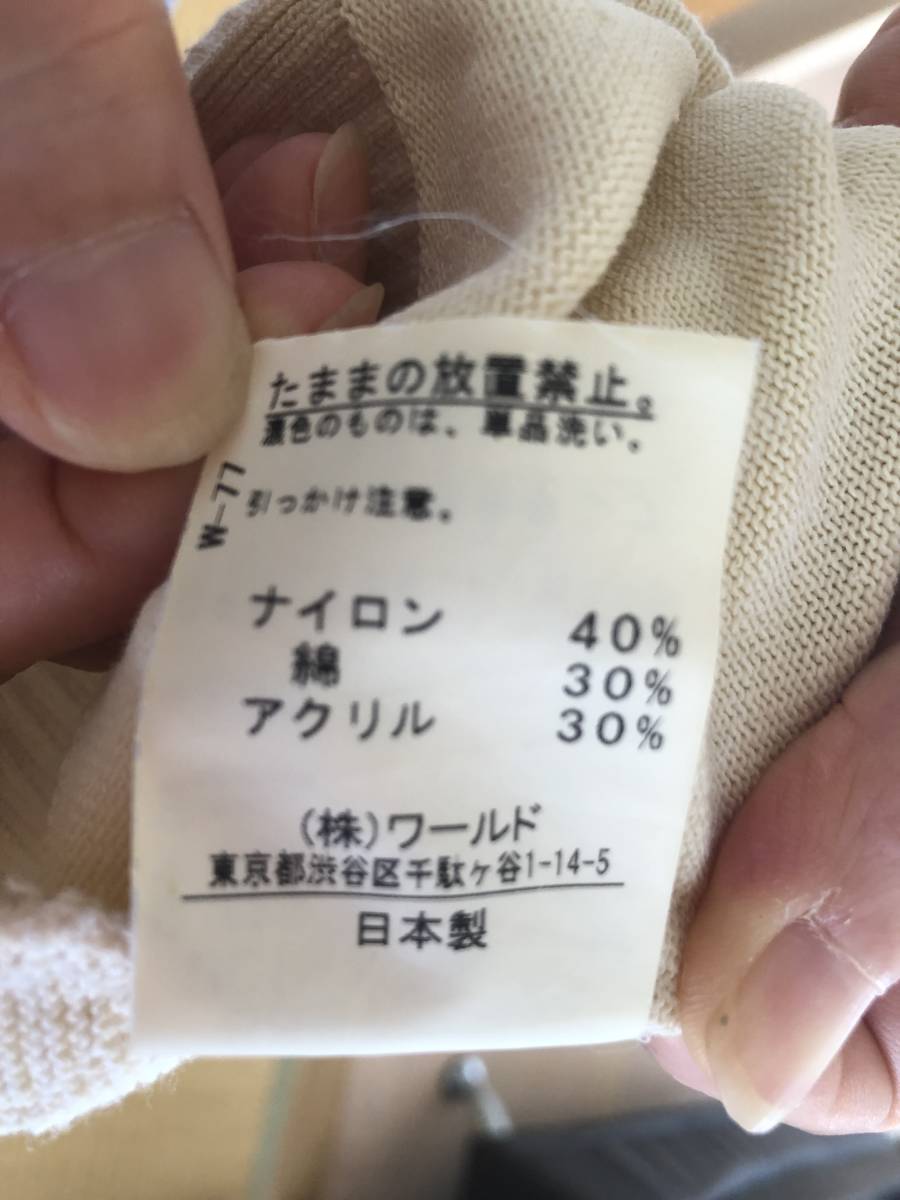 たままの放置禁止。
濃色のものは、単品洗い。
W-77
引っかけ注意。
ナイロン 40%
綿 30%
アクリル 30%
(株)ワールド
東京都渋谷区千駄ヶ谷1-14-5
日本製